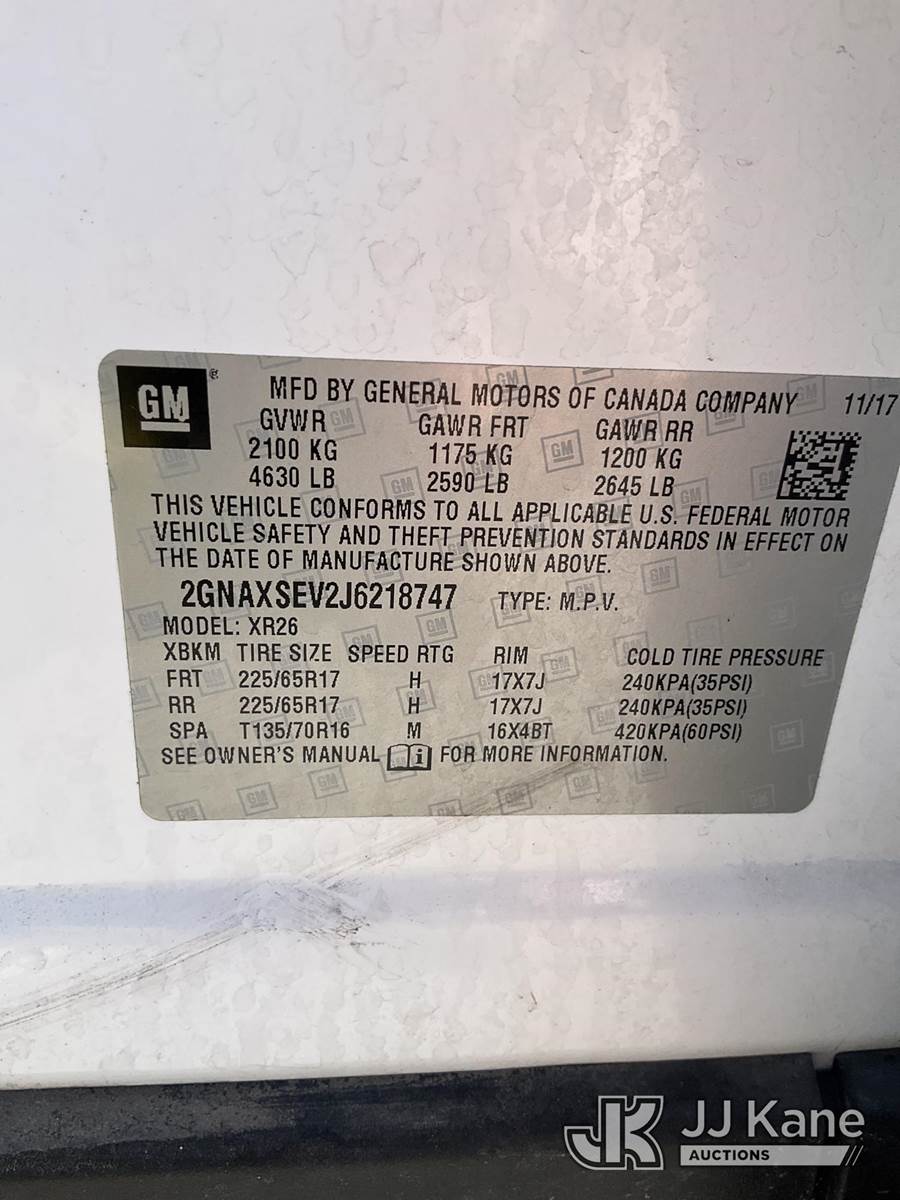 GM ® MFD BY GENERAL MOTORS OF CANADA COMPANY 11/17
GVWR GAWR FRT GAWR RR
2100 KG 1175 KG 1200 KG
4630 LB 2590 LB 2645 LB
THIS VEHICLE CONFORMS TO ALL APPLICABLE U.S. FEDERAL MOTOR
VEHICLE SAFETY AND THEFT PREVENTION STANDARDS IN EFFECT ON
THE DATE OF MANUFACTURE SHOWN ABOVE.
2GNAXSEV2J6218747 TYPE: M.P.V.
MODEL: XR26
XBKM TIRE SIZE SPEED RTG RIM COLD TIRE PRESSURE
FRT 225/65R17 H 17X7J 240KPA(35PSI)
RR 225/65R17 H 17X7J 240KPA(35PSI)
SPA T135/70R16 M 16X4BT 420KPA(60PSI)
SEE OWNER'S MANUAL i FOR MORE INFORMATION.
JK JJ Kane
AUCTIONS